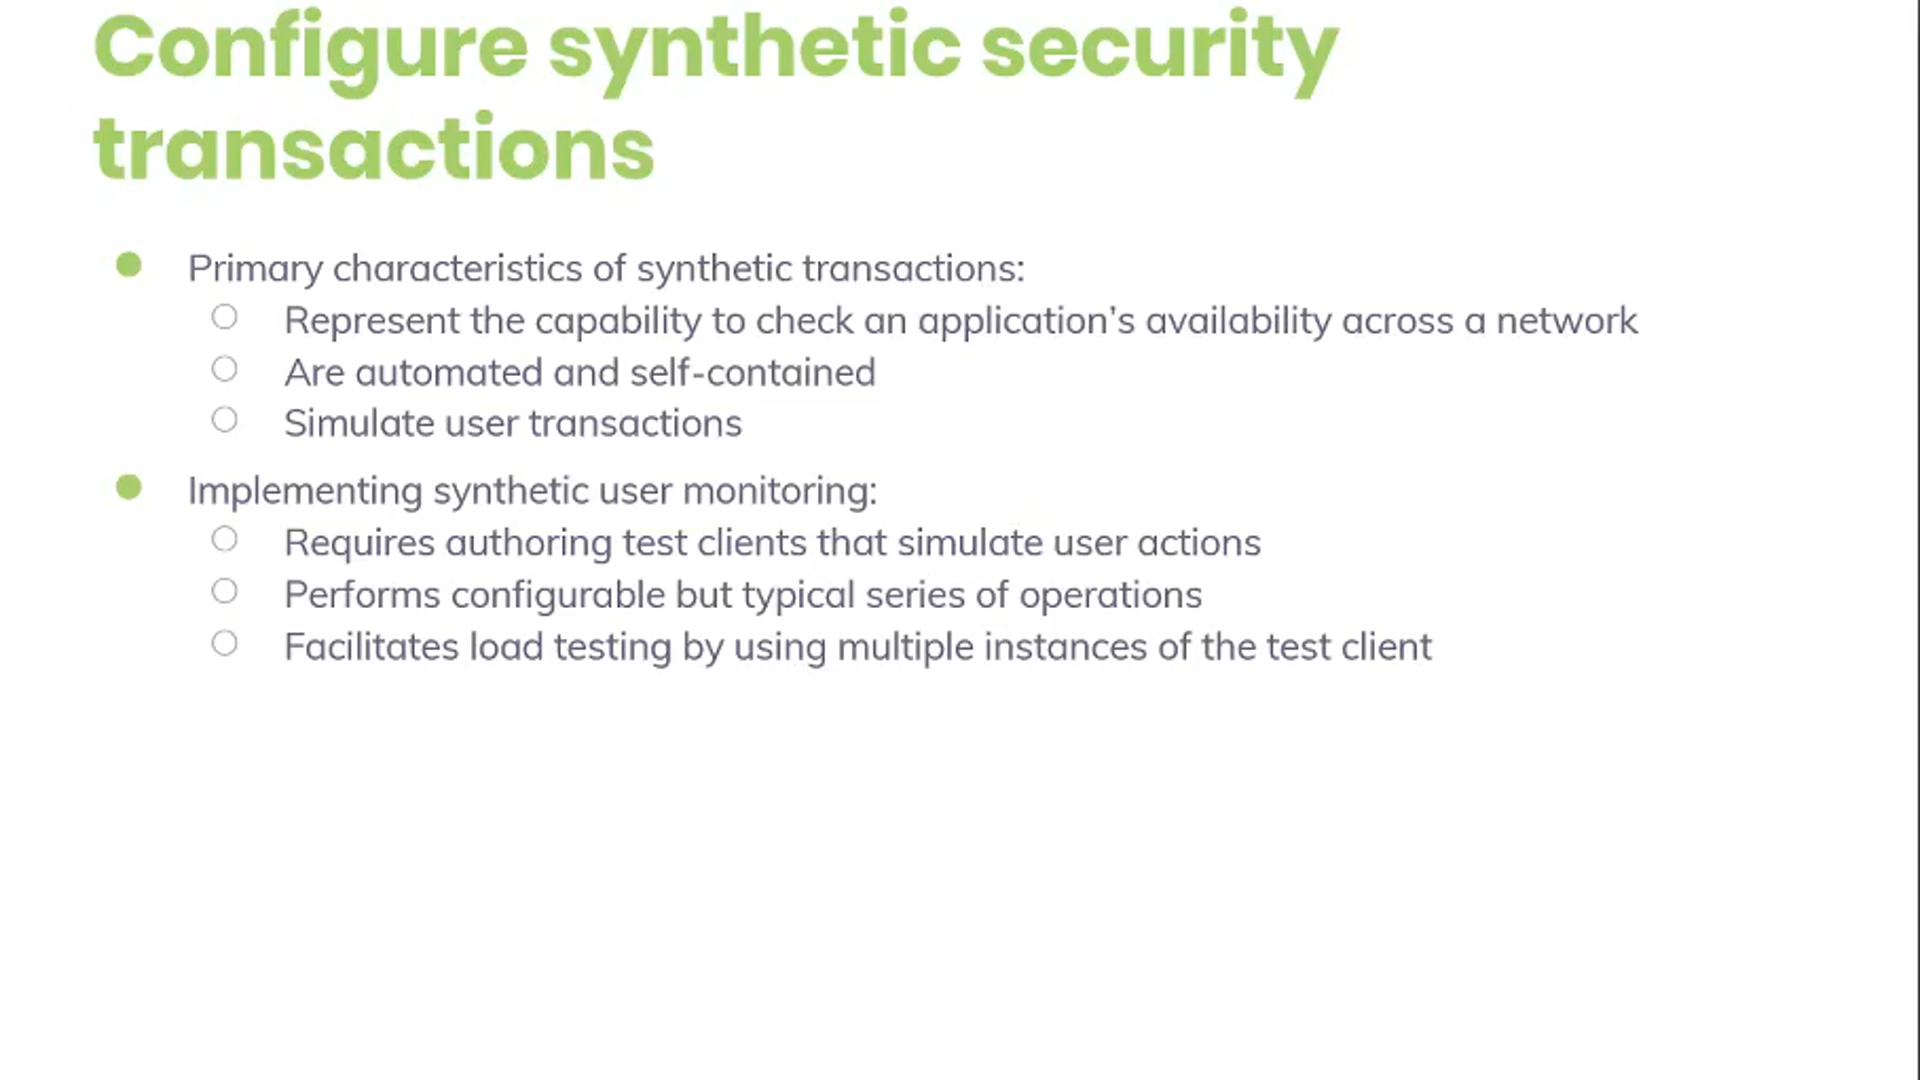 Configure synthetic security
transactions
Primary characteristics of synthetic transactions:
Represent the capability to check an application’s availability across a network
Are automated and self-contained
Simulate user transactions
Implementing synthetic user monitoring:
Requires authoring test clients that simulate user actions
Performs configurable but typical series of operations
Facilitates load testing by using multiple instances of the test client